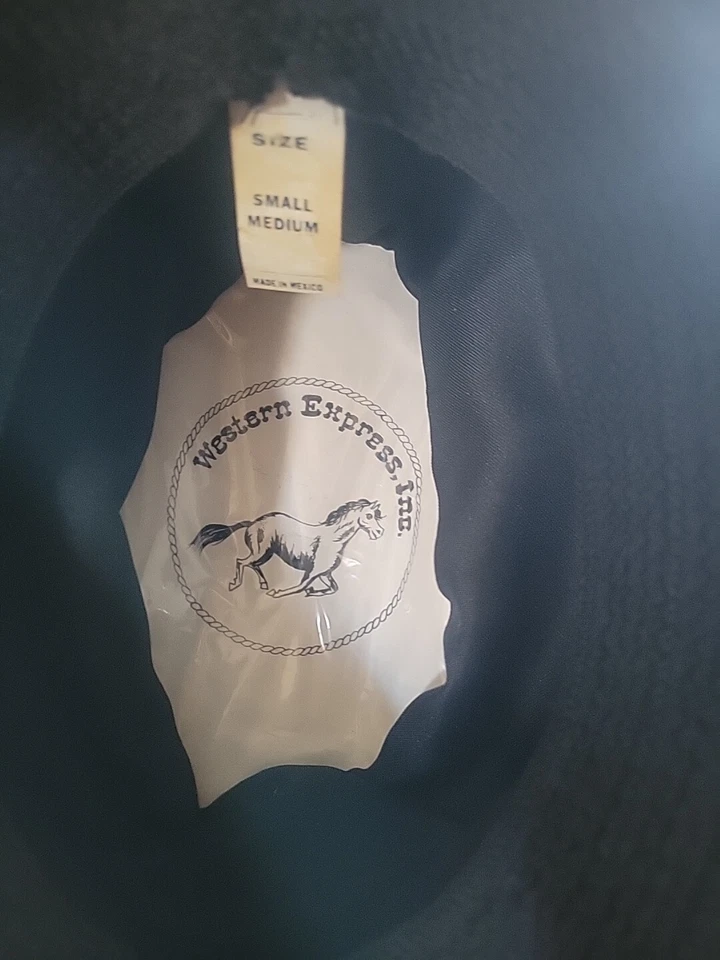 SIZE
SMALL
MEDIUM
MADE IN MEXICO
Western Express, Inc.